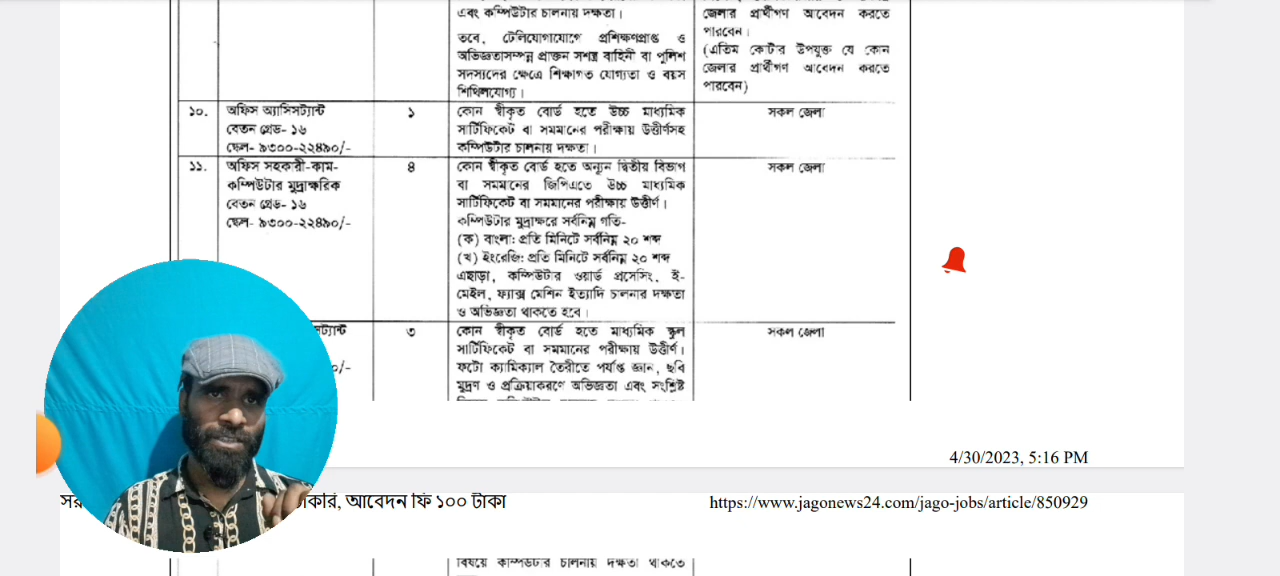 এবং কম্পিউটার চালনায় দক্ষতা।
তবে, টেলিযোগাযোগে প্রশিক্ষণপ্রাপ্ত ও
অভিজ্ঞতাসম্পন্ন প্রাক্তন সশস্ত্র বাহিনী বা পুলিশ
সদস্যদের ক্ষেত্রে শিক্ষাগত যোগ্যতা ও বয়স
শিথিলযোগ্য।
জেলার প্রার্থীগণ আবেদন করতে
পারবেন।
(এতিম কোটার উপযুক্ত যে কোন
জেলার প্রার্থীগণ আবেদন করতে
পারবেন)
১০.
অফিস অ্যাসিসট্যান্ট
বেতন গ্রেড- ১৬
স্কেল- ৯৩০০-২২৪৯০/-
১
কোন স্বীকৃত বোর্ড হতে উচ্চ মাধ্যমিক
সার্টিফিকেট বা সমমানের পরীক্ষায় উত্তীর্ণসহ
কম্পিউটার চালনায় দক্ষতা।
সকল জেলা
১১.
অফিস সহকারী-কাম-
কম্পিউটার মুদ্রাক্ষরিক
বেতন গ্রেড- ১৬
স্কেল- ৯৩০০-২২৪৯০/-
৪
কোন স্বীকৃত বোর্ড হতে অন্যূন দ্বিতীয় বিভাগ
বা সমমানের জিপিএতে উচ্চ মাধ্যমিক
সার্টিফিকেট বা সমমানের পরীক্ষায় উত্তীর্ণ।
কম্পিউটার মুদ্রাক্ষরে সর্বনিম্ন গতি-
(ক) বাংলা: প্রতি মিনিটে সর্বনিম্ন ২০ শব্দ
(খ) ইংরেজি: প্রতি মিনিটে সর্বনিম্ন ২০ শব্দ
এছাড়া, কম্পিউটার ওয়ার্ড প্রসেসিং, ই-
মেইল, ফ্যাক্স মেশিন ইত্যাদি চালনার দক্ষতা
ও অভিজ্ঞতা থাকতে হবে।
সকল জেলা
/-
৩
কোন স্বীকৃত বোর্ড হতে মাধ্যমিক স্কুল
সার্টিফিকেট বা সমমানের পরীক্ষায় উত্তীর্ণ।
ফটো ক্যামিক্যাল তৈরীতে পর্যাপ্ত জ্ঞান, ছবি
মুদ্রণ ও প্রক্রিয়াকরণে অভিজ্ঞতা এবং সংশ্লিষ্ট
সকল জেলা
4/30/2023, 5:16 PM
আবেদন ফি ১০০ টাকা
https://www.jagonews24.com/jago-jobs/article/850929
বিষয়ে কম্পিউটার চালনায় দক্ষতা থাকতে